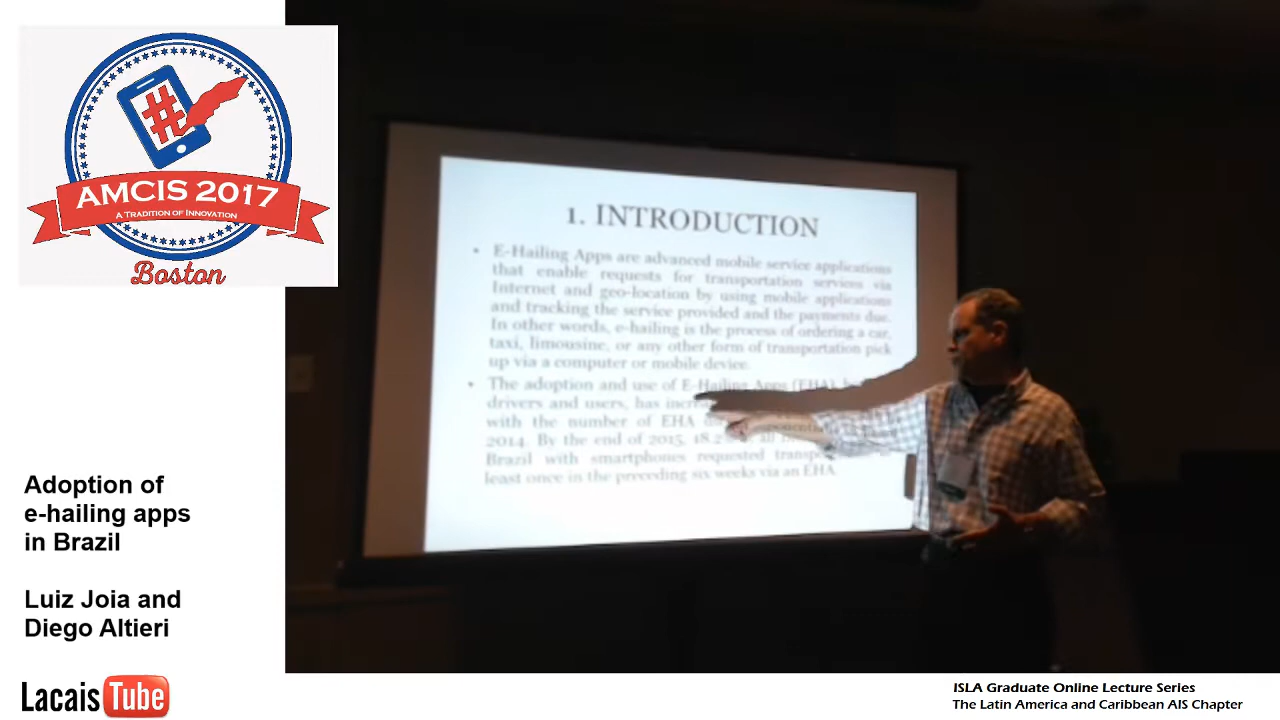 #
AMCIS 2017
A TRADITION OF INNOVATION
Boston
1. INTRODUCTION
• E-Hailing Apps are advanced mobile service applications
that enable requests for transportation services via
Internet and geo-location by using mobile applications
and tracking the service provided and the payments due.
In other words, e-hailing is the process of ordering a car,
taxi, limousine, or any other form of transportation pick
up via a computer or mobile device.
• The adoption and use of E-Hailing Apps (EHA),
drivers and users, has
with the number of EHA
2014. By the end of 2015, 18.2% all
Brazil with smartphones requested
least once in the preceding six weeks via an EHA
Adoption of
e-hailing apps
in Brazil
Luiz Joia and
Diego Altieri
LacaisTube
ISLA Graduate Online Lecture Series
The Latin America and Caribbean AIS Chapter